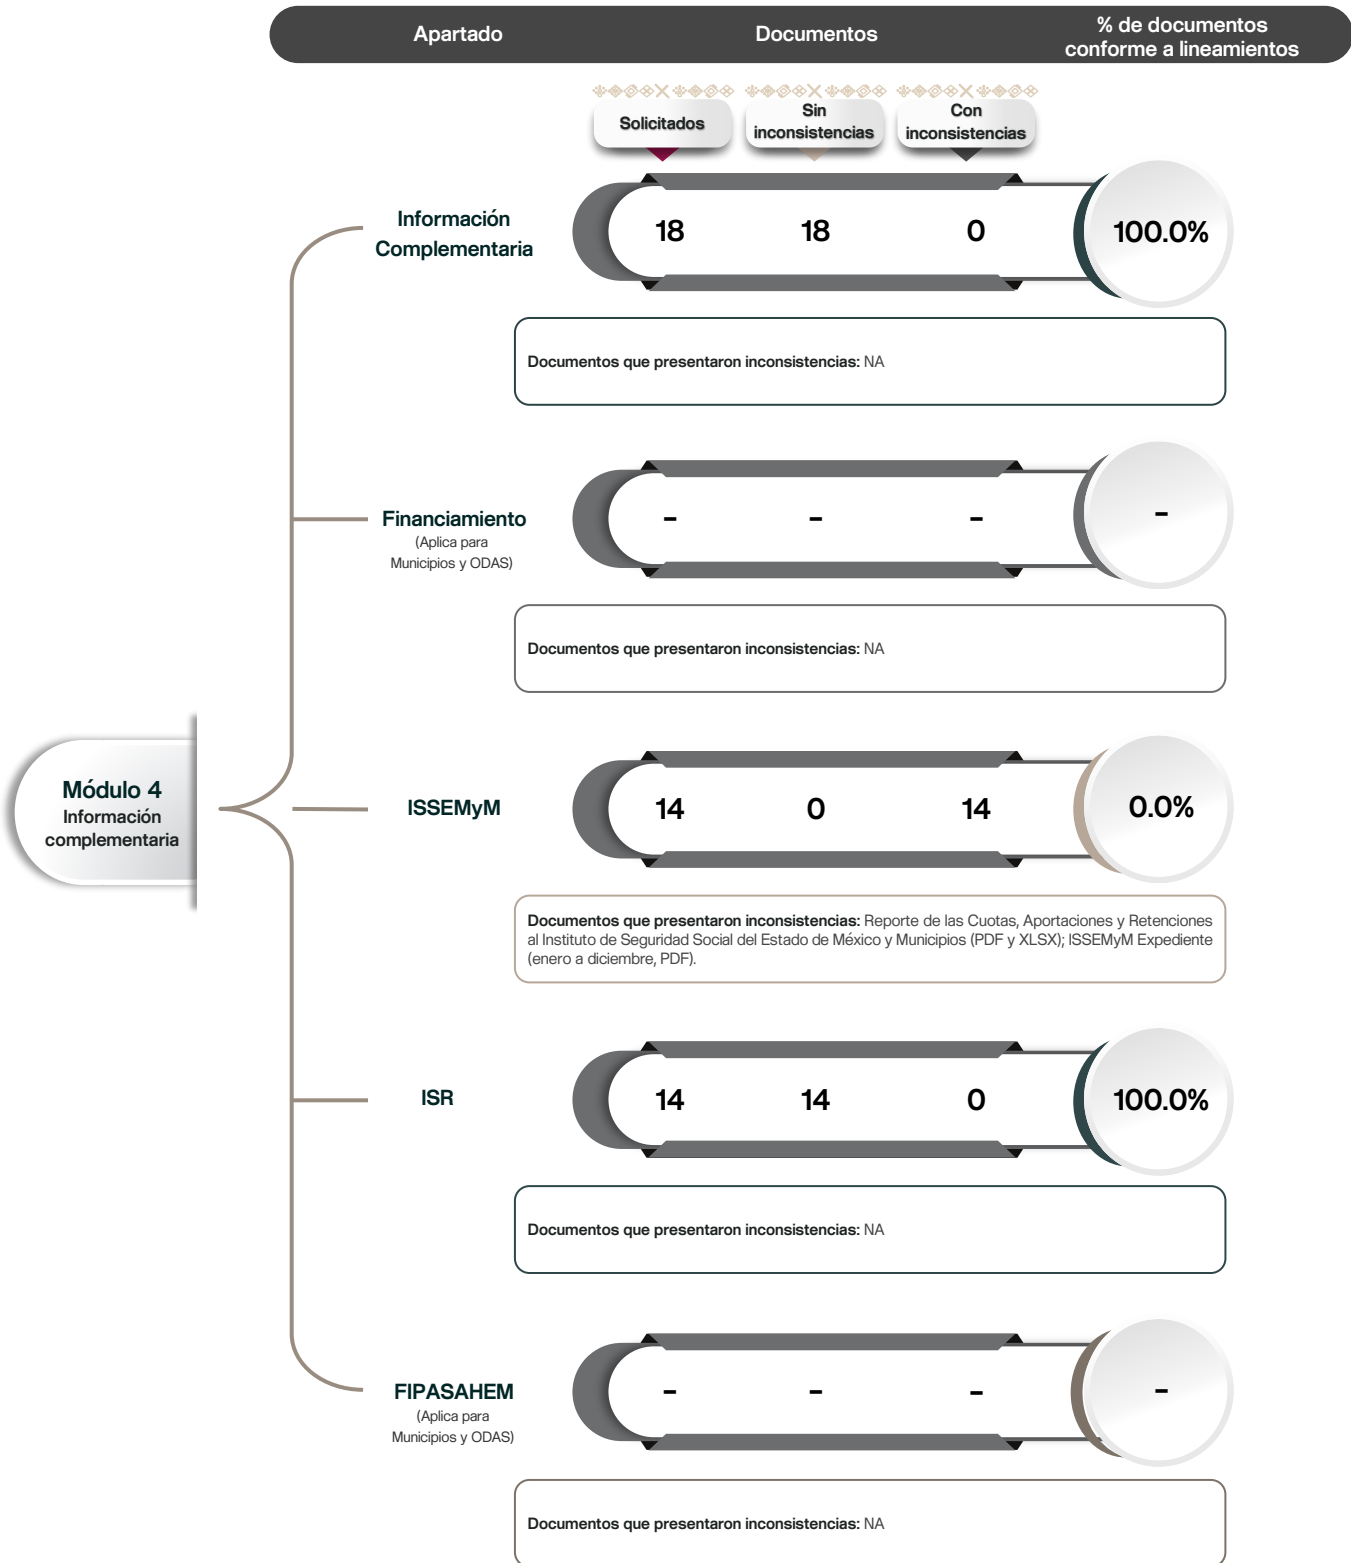 Apartado
Documentos
% de documentos
conforme a lineamientos
Solicitados
Sin
inconsistencias
Con
inconsistencias
Información
Complementaria
18
18
0
100.0%
Documentos que presentaron inconsistencias: NA
Financiamiento
(Aplica para
Municipios y ODAS)
-
-
-
-
Documentos que presentaron inconsistencias: NA
Módulo 4
Información
complementaria
ISSEMyM
14
0
14
0.0%
Documentos que presentaron inconsistencias: Reporte de las Cuotas, Aportaciones y Retenciones
al Instituto de Seguridad Social del Estado de México y Municipios (PDF y XLSX); ISSEMyM Expediente
(enero a diciembre, PDF).
ISR
14
14
0
100.0%
Documentos que presentaron inconsistencias: NA
FIPASAHEM
(Aplica para
Municipios y ODAS)
-
-
-
-
Documentos que presentaron inconsistencias: NA